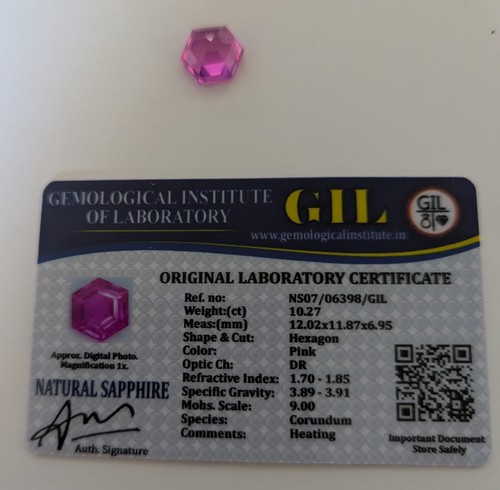 GEMOLOGICAL INSTITUTE
OF LABORATORY
GIL
www.gemologicalinstitute.in
GIL
ORIGINAL LABORATORY CERTIFICATE
Ref. no: NS07/06398/GIL
Weight:(ct) 10.27
Meas:(mm) 12.02x11.87x6.95
Shape & Cut: Hexagon
Color: Pink
Optic Ch: DR
Refractive Index: 1.70 - 1.85
Specific Gravity: 3.89 - 3.91
Mohs. Scale: 9.00
Species: Corundum
Comments: Heating
Approx. Digital Photo.
Magnification 1x.
NATURAL SAPPHIRE
Auth. Signature
Important Document
Store Safely